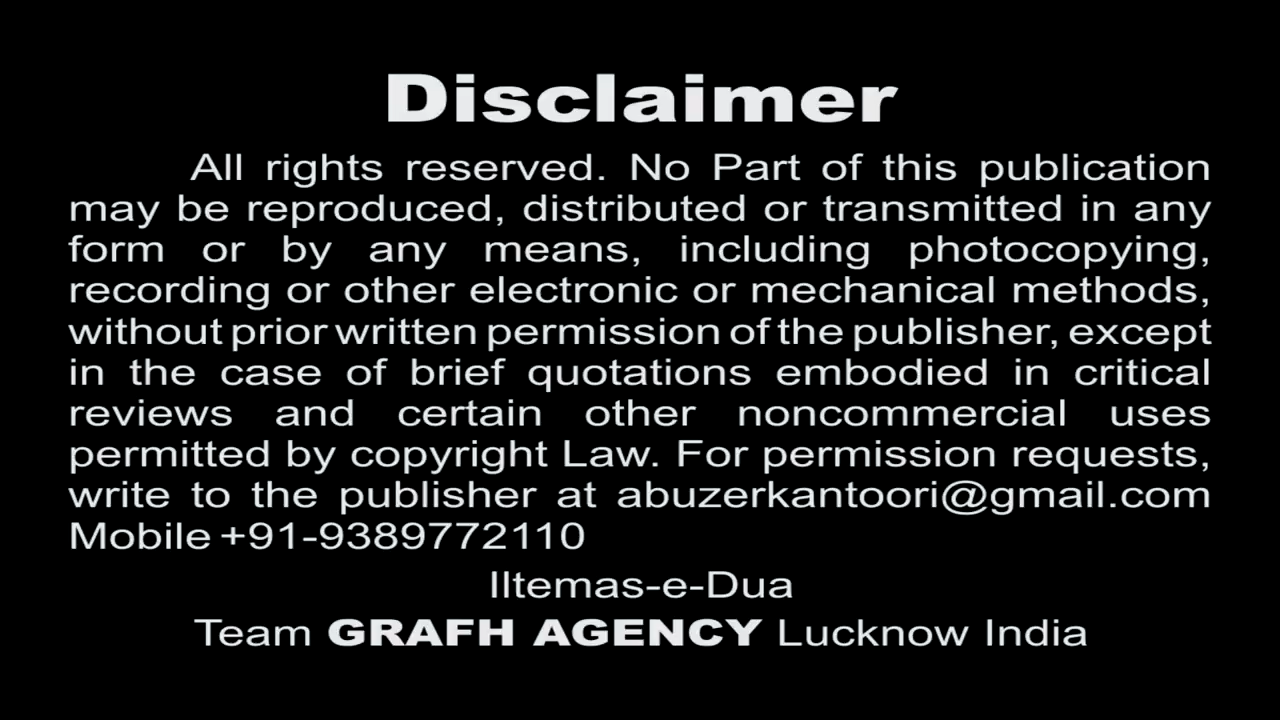 Disclaimer
All rights reserved. No Part of this publication
may be reproduced, distributed or transmitted in any
form or by any means, including photocopying,
recording or other electronic or mechanical methods,
without prior written permission of the publisher, except
in the case of brief quotations embodied in critical
reviews and certain other noncommercial uses
permitted by copyright Law. For permission requests,
write to the publisher at abuzerkantoori@gmail.com
Mobile +91-9389772110
Iltemas-e-Dua
Team GRAFH AGENCY Lucknow India